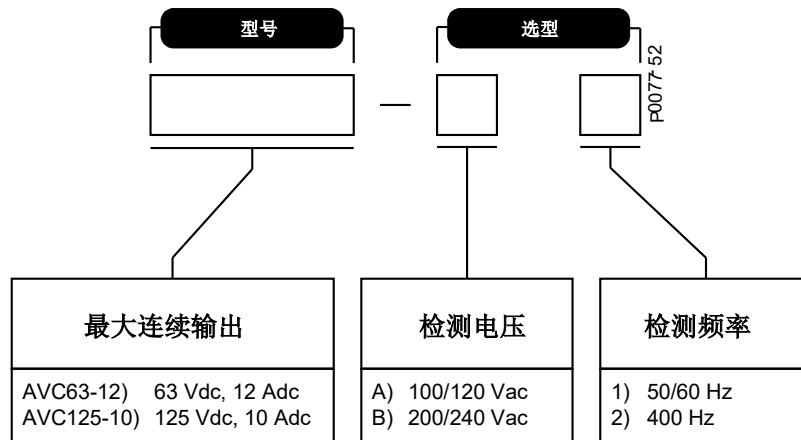 型号
选型
P0077-52
最大连续输出
AVC63-12) 63 Vdc, 12 Adc
AVC125-10) 125 Vdc, 10 Adc
检测电压
A) 100/120 Vac
B) 200/240 Vac
检测频率
1) 50/60 Hz
2) 400 Hz